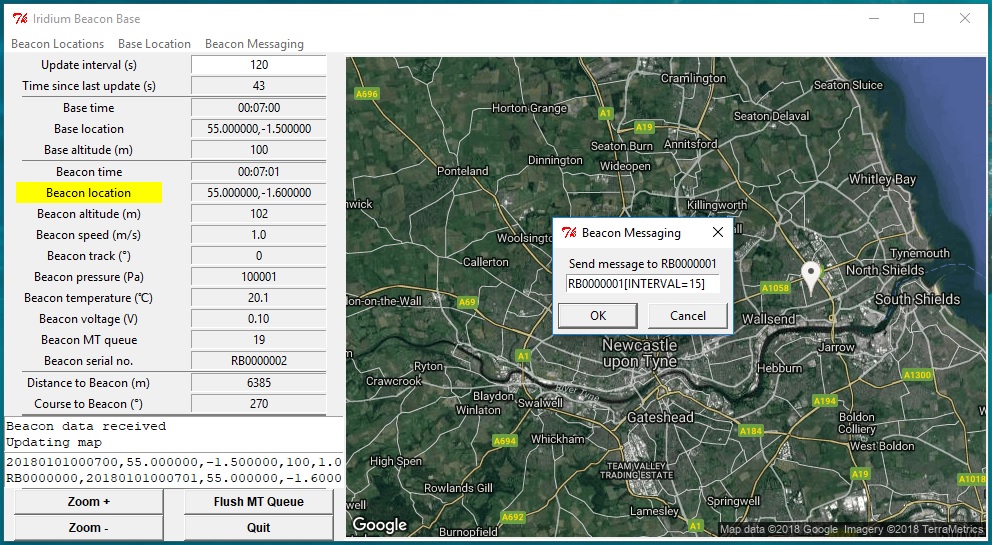 Iridium Beacon Base
Beacon Locations Base Location Beacon Messaging
Update interval (s) 120
Time since last update (s) 43
Base time 00:07:00
Base location 55.000000,-1.500000
Base altitude (m) 100
Beacon time 00:07:01
Beacon location 55.000000,-1.600000
Beacon altitude (m) 102
Beacon speed (m/s) 1.0
Beacon track (°) 0
Beacon pressure (Pa) 100001
Beacon temperature (℃) 20.1
Beacon voltage (V) 0.10
Beacon MT queue 19
Beacon serial no. RB0000002
Distance to Beacon (m) 6385
Course to Beacon (°) 270
Beacon data received
Updating map
20180101000700,55.000000,-1.500000,100,1.0
RB0000000,20180101000701,55.000000,-1.6000
Zoom + Flush MT Queue
Zoom - Quit
Cramlington
A696
Seaton Sluice
Horton Grange
A1
Seaton Delaval
A19
Seaton Burn
Annitsford
Dinnington
Wideopen
Ponteland
Whitley Bay
wick
Killingworth
Woolsing
Beacon Messaging
Send message to RB0000001
RB0000001[INTERVAL=15]
OK Cancel
Tynemouth
Callerton
North Shields
A1058
don-on-the-Wall
A69
South Shields
Wallsend
Newcastle
upon Tyne
Jarrow
A1
Ryton
Hebburn
Crawcrook
A1300
Blaydon
River Tyne
Winlaton
Swalwell
A194
Gateshead
Boldon
Colliery
A184
A694
Whickham
West Boldon
High Spen
TEAM VALLEY
TRADING ESTATE
A19
A1018
Rowlands Gill
Springwell
Lamesley
A692
A1
Burnopfield
Google
Map data ©2018 Google Imagery ©2018 TerraMetrics